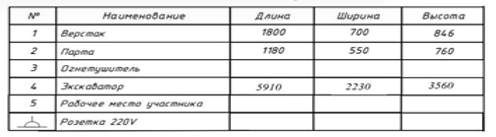 № Наименование Длина Ширина Высота
1 Верстак 1800 700 846
2 Парта 1180 550 760
3 Огнетушитель
4 Экскаватор 5910 2230 3560
5 Рабочее место участника
Розетка 220V